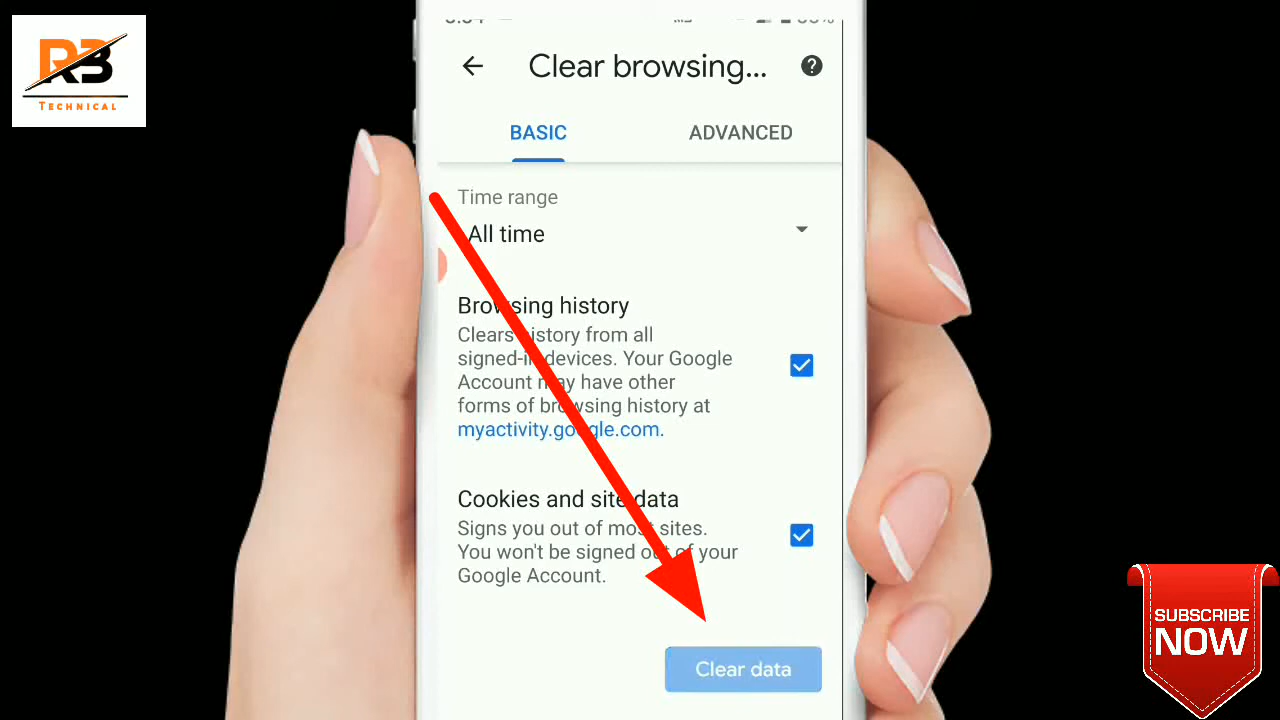 R3
TECHNICAL
Clear browsing...
BASIC
ADVANCED
Time range
All time
Browsing history
Clears history from all
signed-in devices. Your Google
Account may have other
forms of browsing history at
myactivity.google.com.
Cookies and site data
Signs you out of most sites.
You won't be signed out of your
Google Account.
Clear data
SUBSCRIBE
NOW